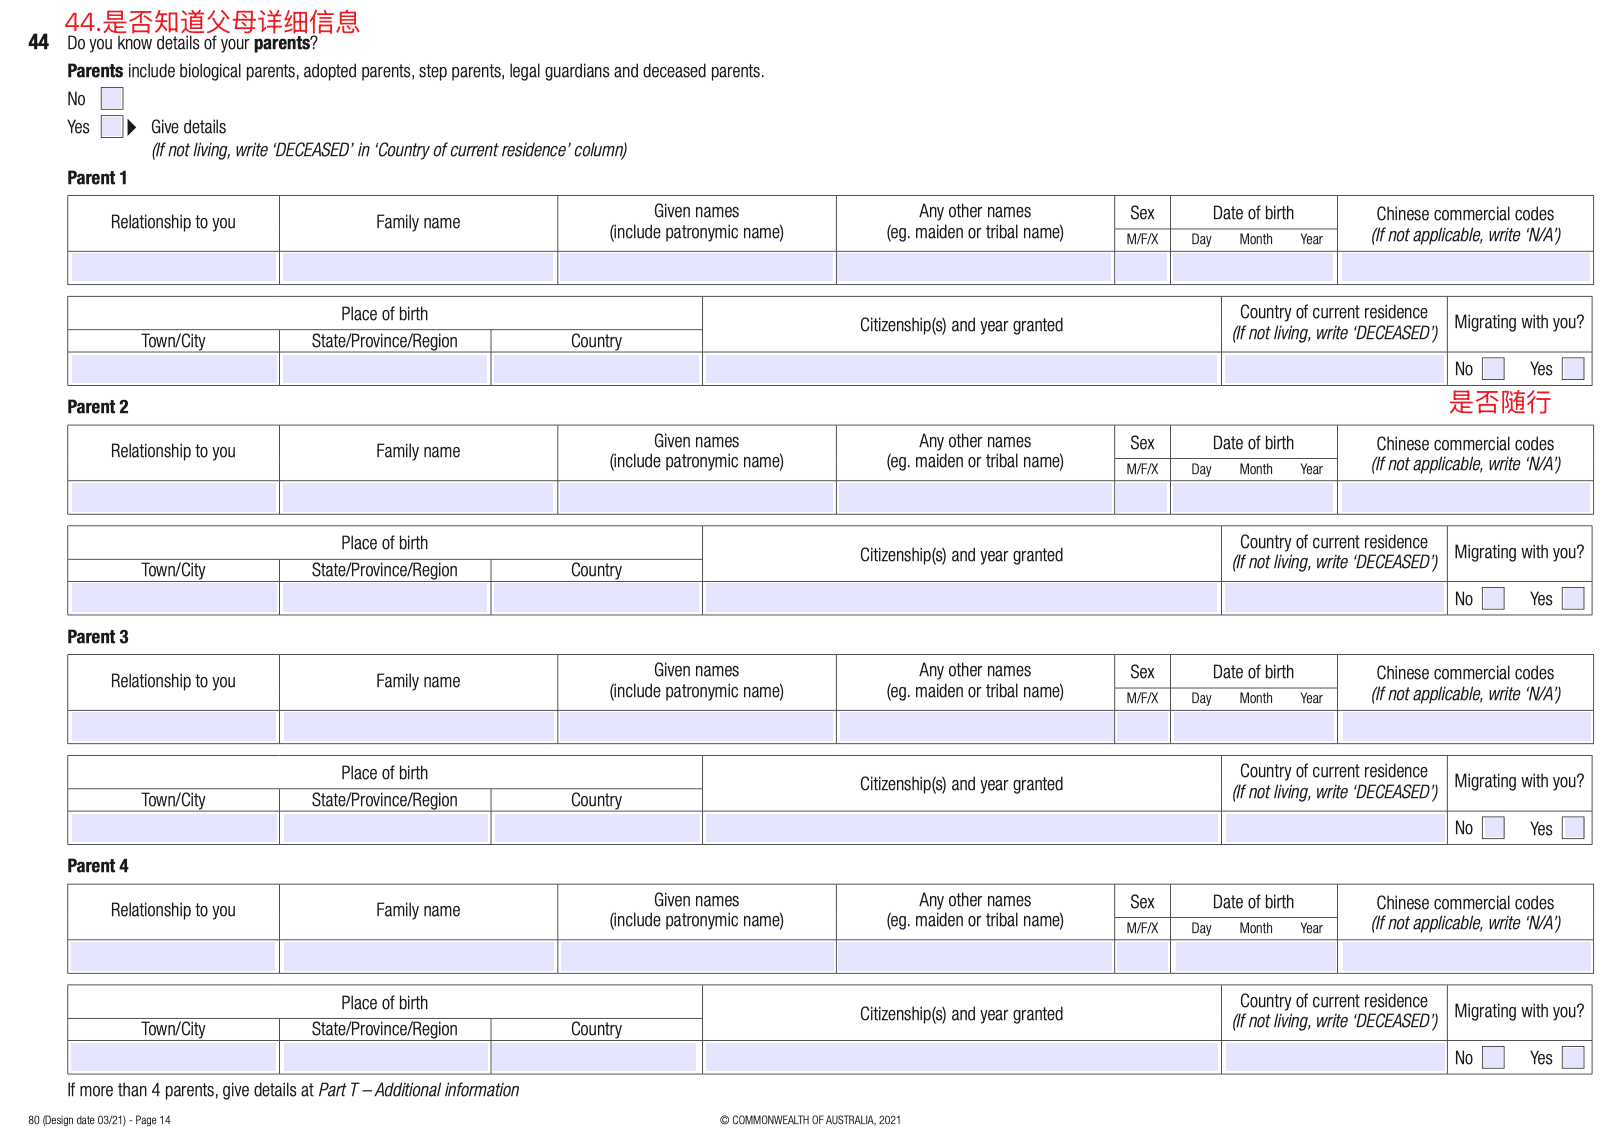 44.是否知道父母详细信息
44 Do you know details of your parents?
Parents include biological parents, adopted parents, step parents, legal guardians and deceased parents.
No
Yes Give details
(If not living, write ‘DECEASED’ in ‘Country of current residence’ column)
Parent 1
Relationship to you Family name Given names (include patronymic name) Any other names (eg. maiden or tribal name) Sex M/F/X Date of birth Day Month Year Chinese commercial codes (If not applicable, write ‘N/A’)
Place of birth Citizenship(s) and year granted Country of current residence (If not living, write ‘DECEASED’) Migrating with you?
Town/City State/Province/Region Country
No Yes
是否随行
Parent 2
Relationship to you Family name Given names (include patronymic name) Any other names (eg. maiden or tribal name) Sex M/F/X Date of birth Day Month Year Chinese commercial codes (If not applicable, write ‘N/A’)
Place of birth Citizenship(s) and year granted Country of current residence (If not living, write ‘DECEASED’) Migrating with you?
Town/City State/Province/Region Country
No Yes
Parent 3
Relationship to you Family name Given names (include patronymic name) Any other names (eg. maiden or tribal name) Sex M/F/X Date of birth Day Month Year Chinese commercial codes (If not applicable, write ‘N/A’)
Place of birth Citizenship(s) and year granted Country of current residence (If not living, write ‘DECEASED’) Migrating with you?
Town/City State/Province/Region Country
No Yes
Parent 4
Relationship to you Family name Given names (include patronymic name) Any other names (eg. maiden or tribal name) Sex M/F/X Date of birth Day Month Year Chinese commercial codes (If not applicable, write ‘N/A’)
Place of birth Citizenship(s) and year granted Country of current residence (If not living, write ‘DECEASED’) Migrating with you?
Town/City State/Province/Region Country
No Yes
If more than 4 parents, give details at Part T – Additional information
80 (Design date 03/21) - Page 14 © COMMONWEALTH OF AUSTRALIA, 2021